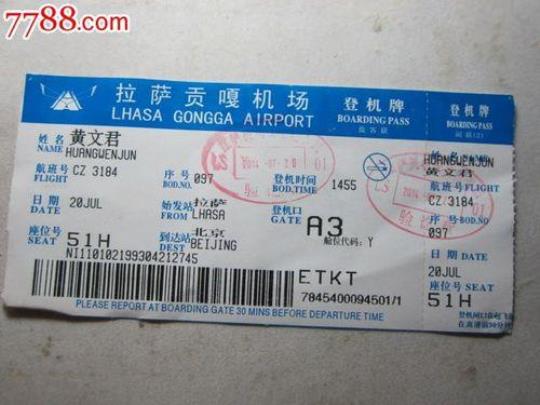 7788.com
拉萨贡嘎机场
LHASA GONGGA AIRPORT
登机牌
BOARDING PASS
登机牌
BOARDING PASS
姓名 黄文君
NAME HURNGWENJUN
航班号 CZ 3184 序号 097 登机时间 1455
FLIGHT BOD.NO. BOD.TIME
日期 20JUL 始发站 拉萨 登机口 A3
DATE FROM LHASA GATE
座位号 51H 到达站 北京 舱位代码: Y
SEAT DEST BEIJING
NI110102199304212745
ETKT
7845400094501/1
PLEASE REPORT AT BOARDING GATE 30 MINS BEFORE DEPARTURE TIME
姓名 NAME
HURNGWENJUN
黄文君
航班号 FLIGHT
CZ 3184
序号 BOD.NO
097
日期 DATE
20JUL
座位号 SEAT
51H